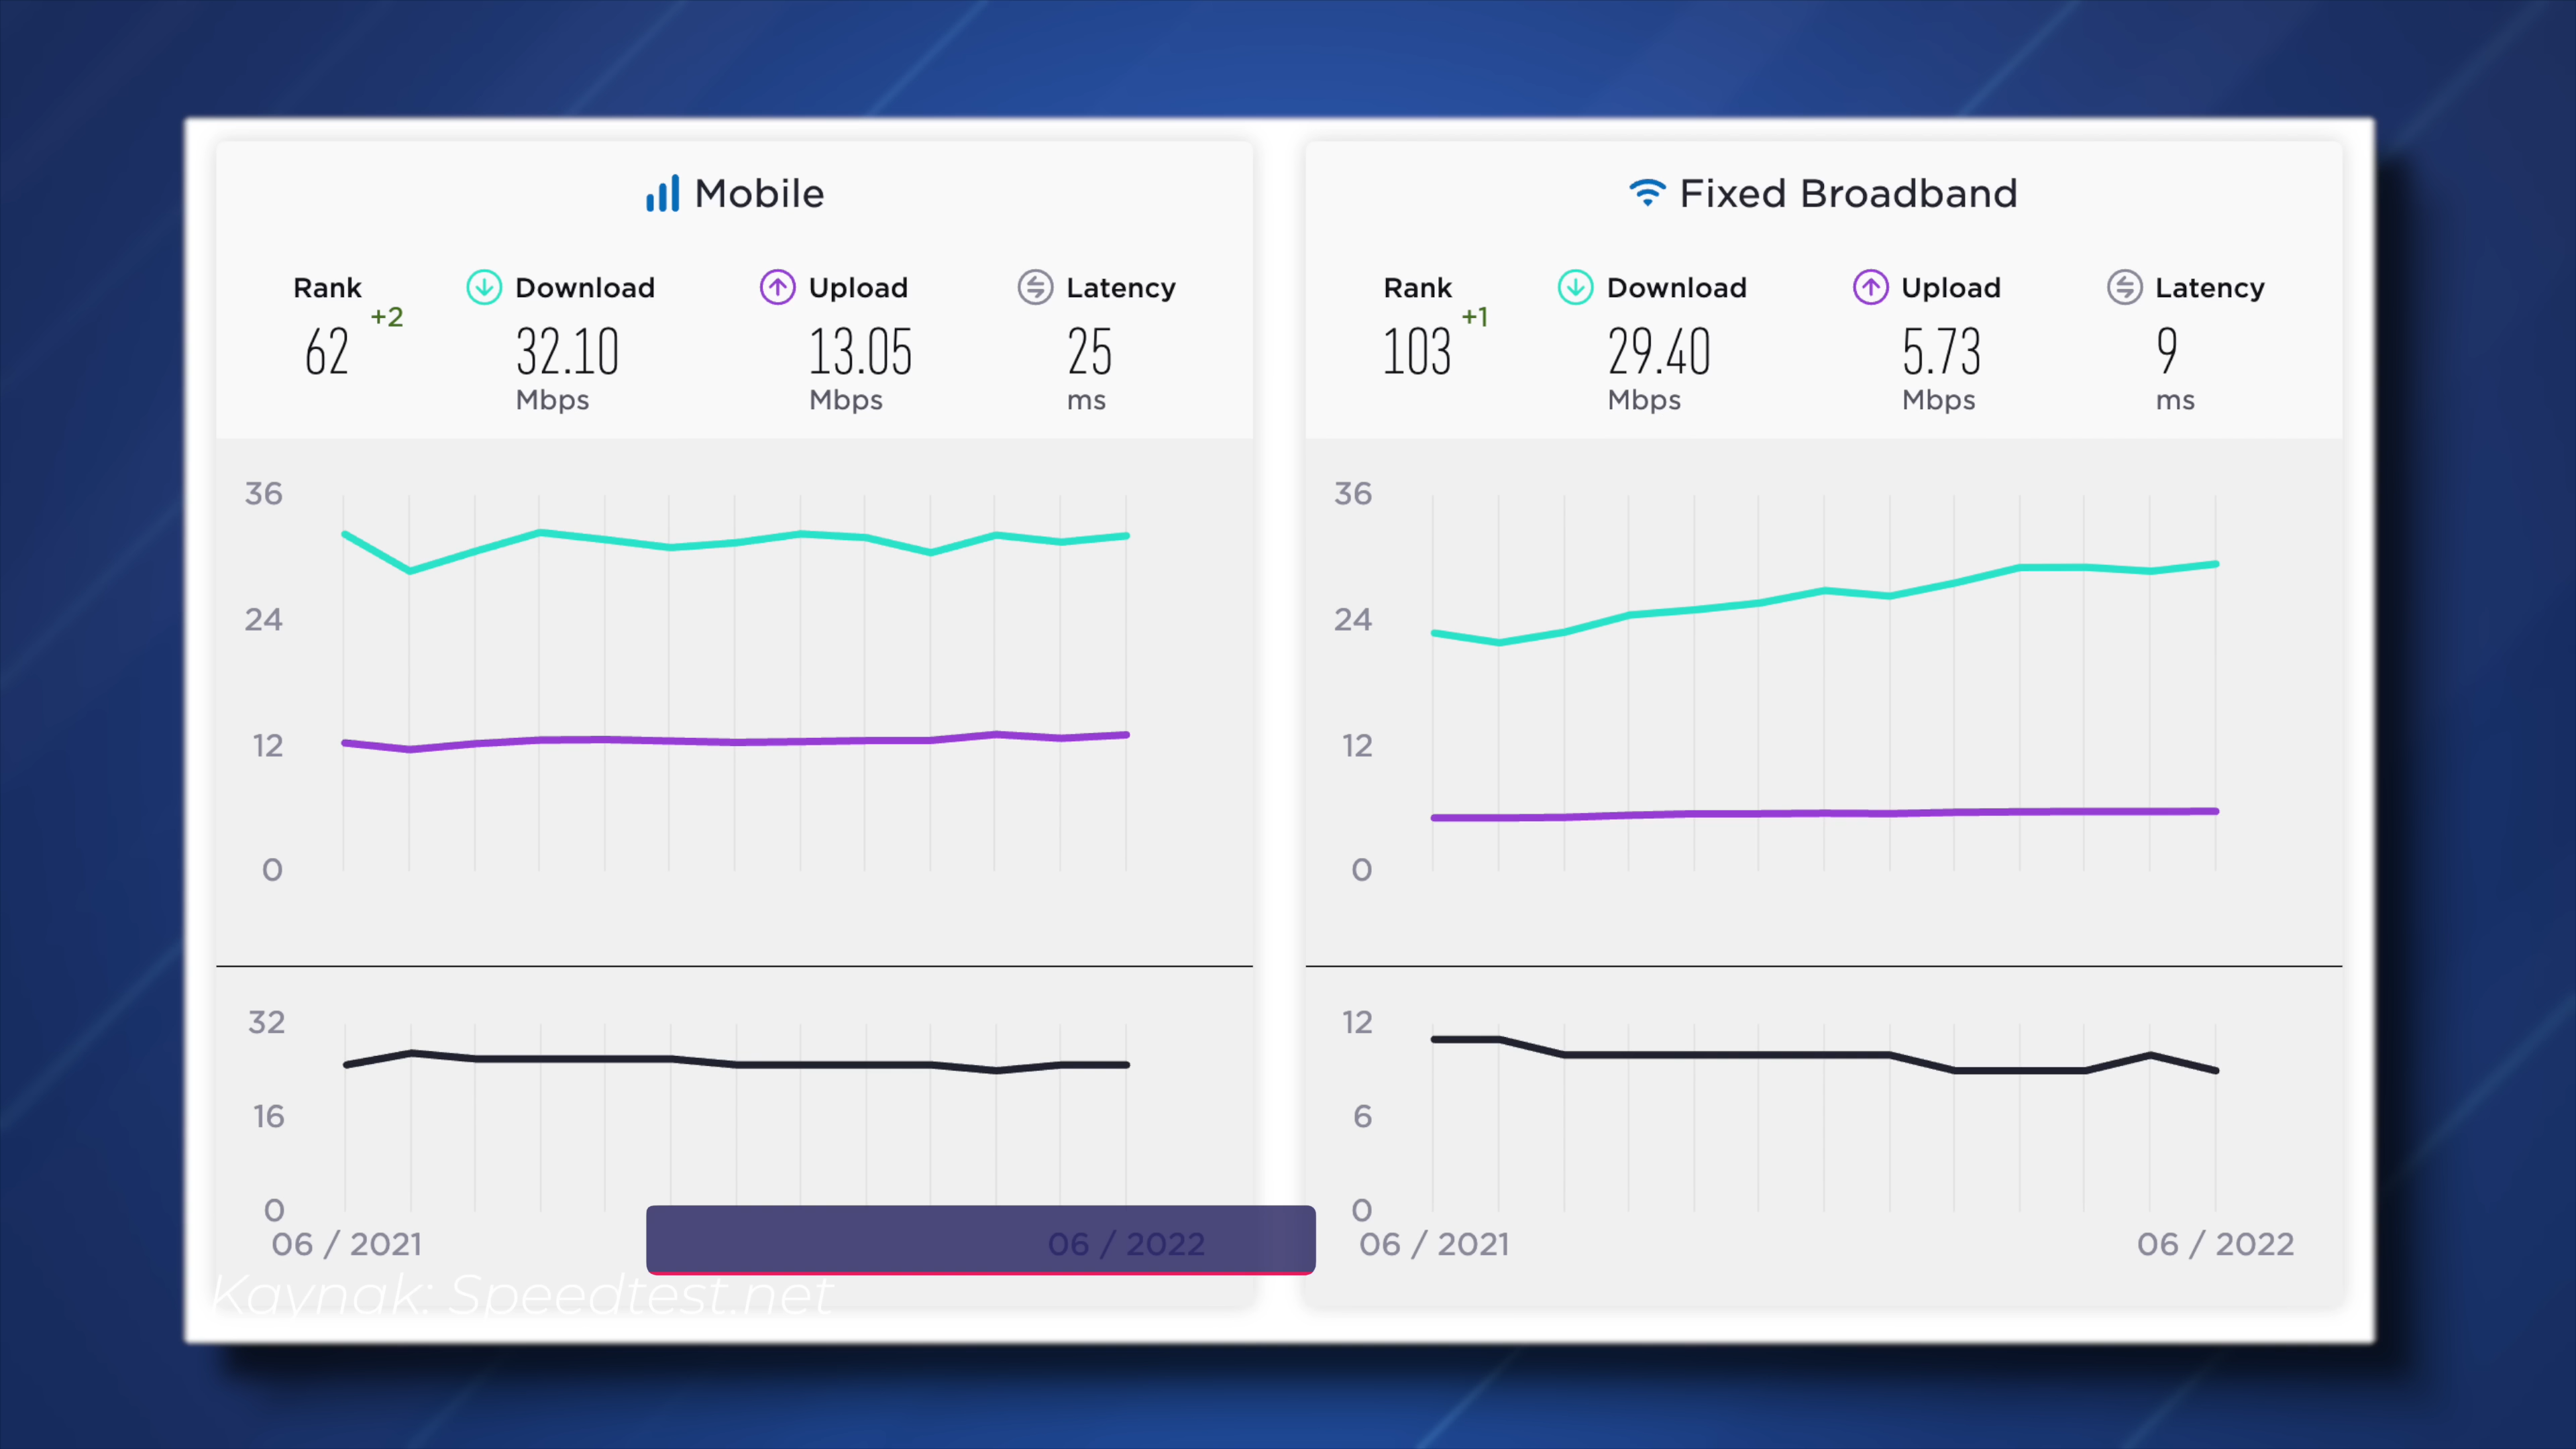 Mobile
Rank
Download
Upload
Latency
62 +2
32.10
13.05
25
Mbps
Mbps
ms
36
24
12
0
32
16
0
06 / 2021
06 / 2022
Fixed Broadband
Rank
Download
Upload
Latency
103 +1
29.40
5.73
9
Mbps
Mbps
ms
36
24
12
0
12
6
0
06 / 2021
06 / 2022
Kaynak: Speedtest.net